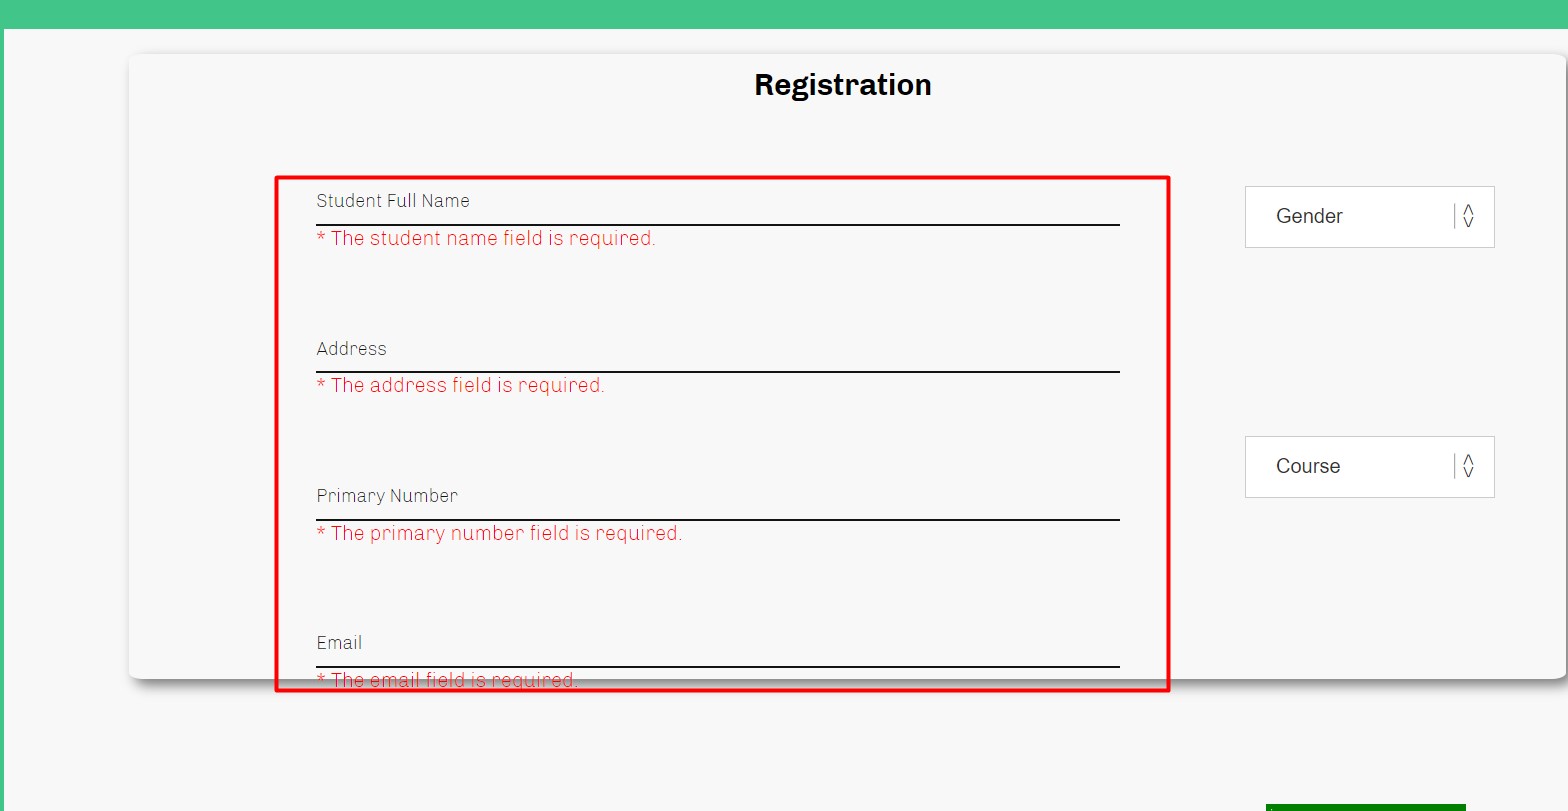 Registration
Student Full Name
* The student name field is required.
Gender
Address
* The address field is required.
Course
Primary Number
* The primary number field is required.
Email
* The email field is required.